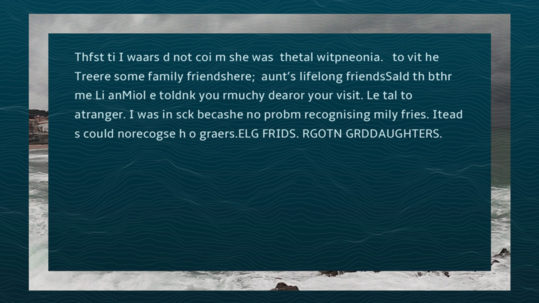 Thfst ti I waars d not coi m she was thetal witpneonia. to vit he
Treere some family friendshere; aunt's lifelong friendsSald th bthr
me Li anMiol e toldnk you rmuchy dearor your visit. Le tal to
atranger. I was in sck becashe no probm recognising mily fries. Itead
s could norecogse h o graers.ELG FRIDS. RGOTN GRDDAUGHTERS.